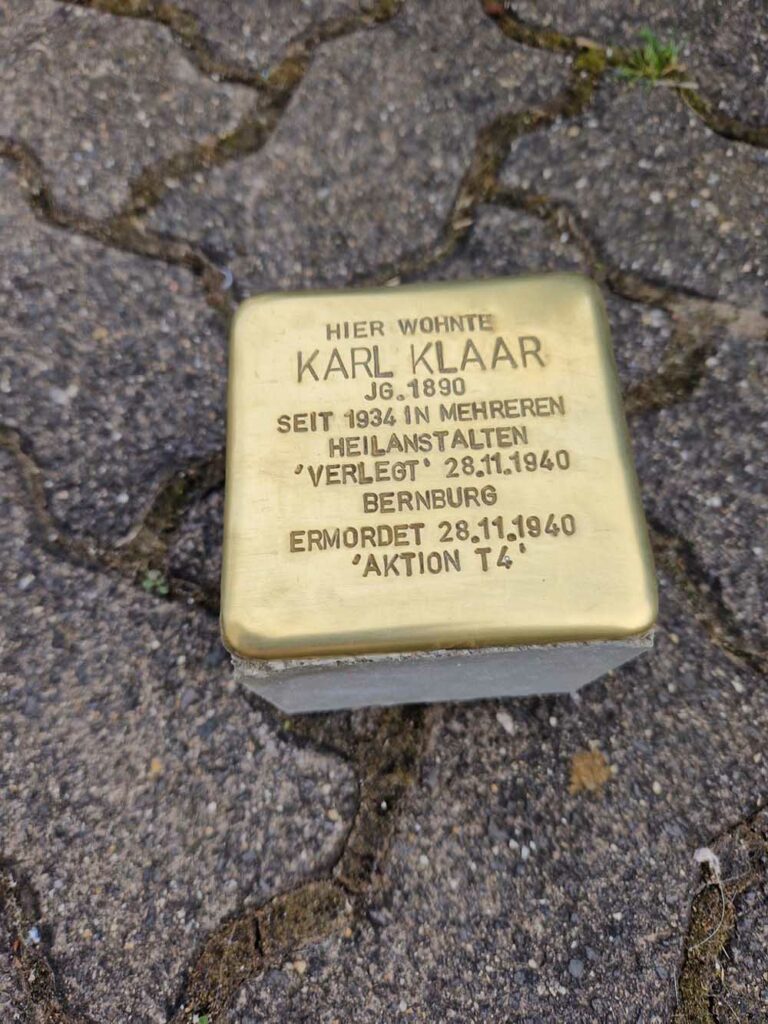 HIER WOHNTE
KARL KLAAR
JG. 1890
SEIT 1934 IN MEHREREN
HEILANSTALTEN
'VERLEGT' 28.11.1940
BERNBURG
ERMORDET 28.11.1940
'AKTION T4'